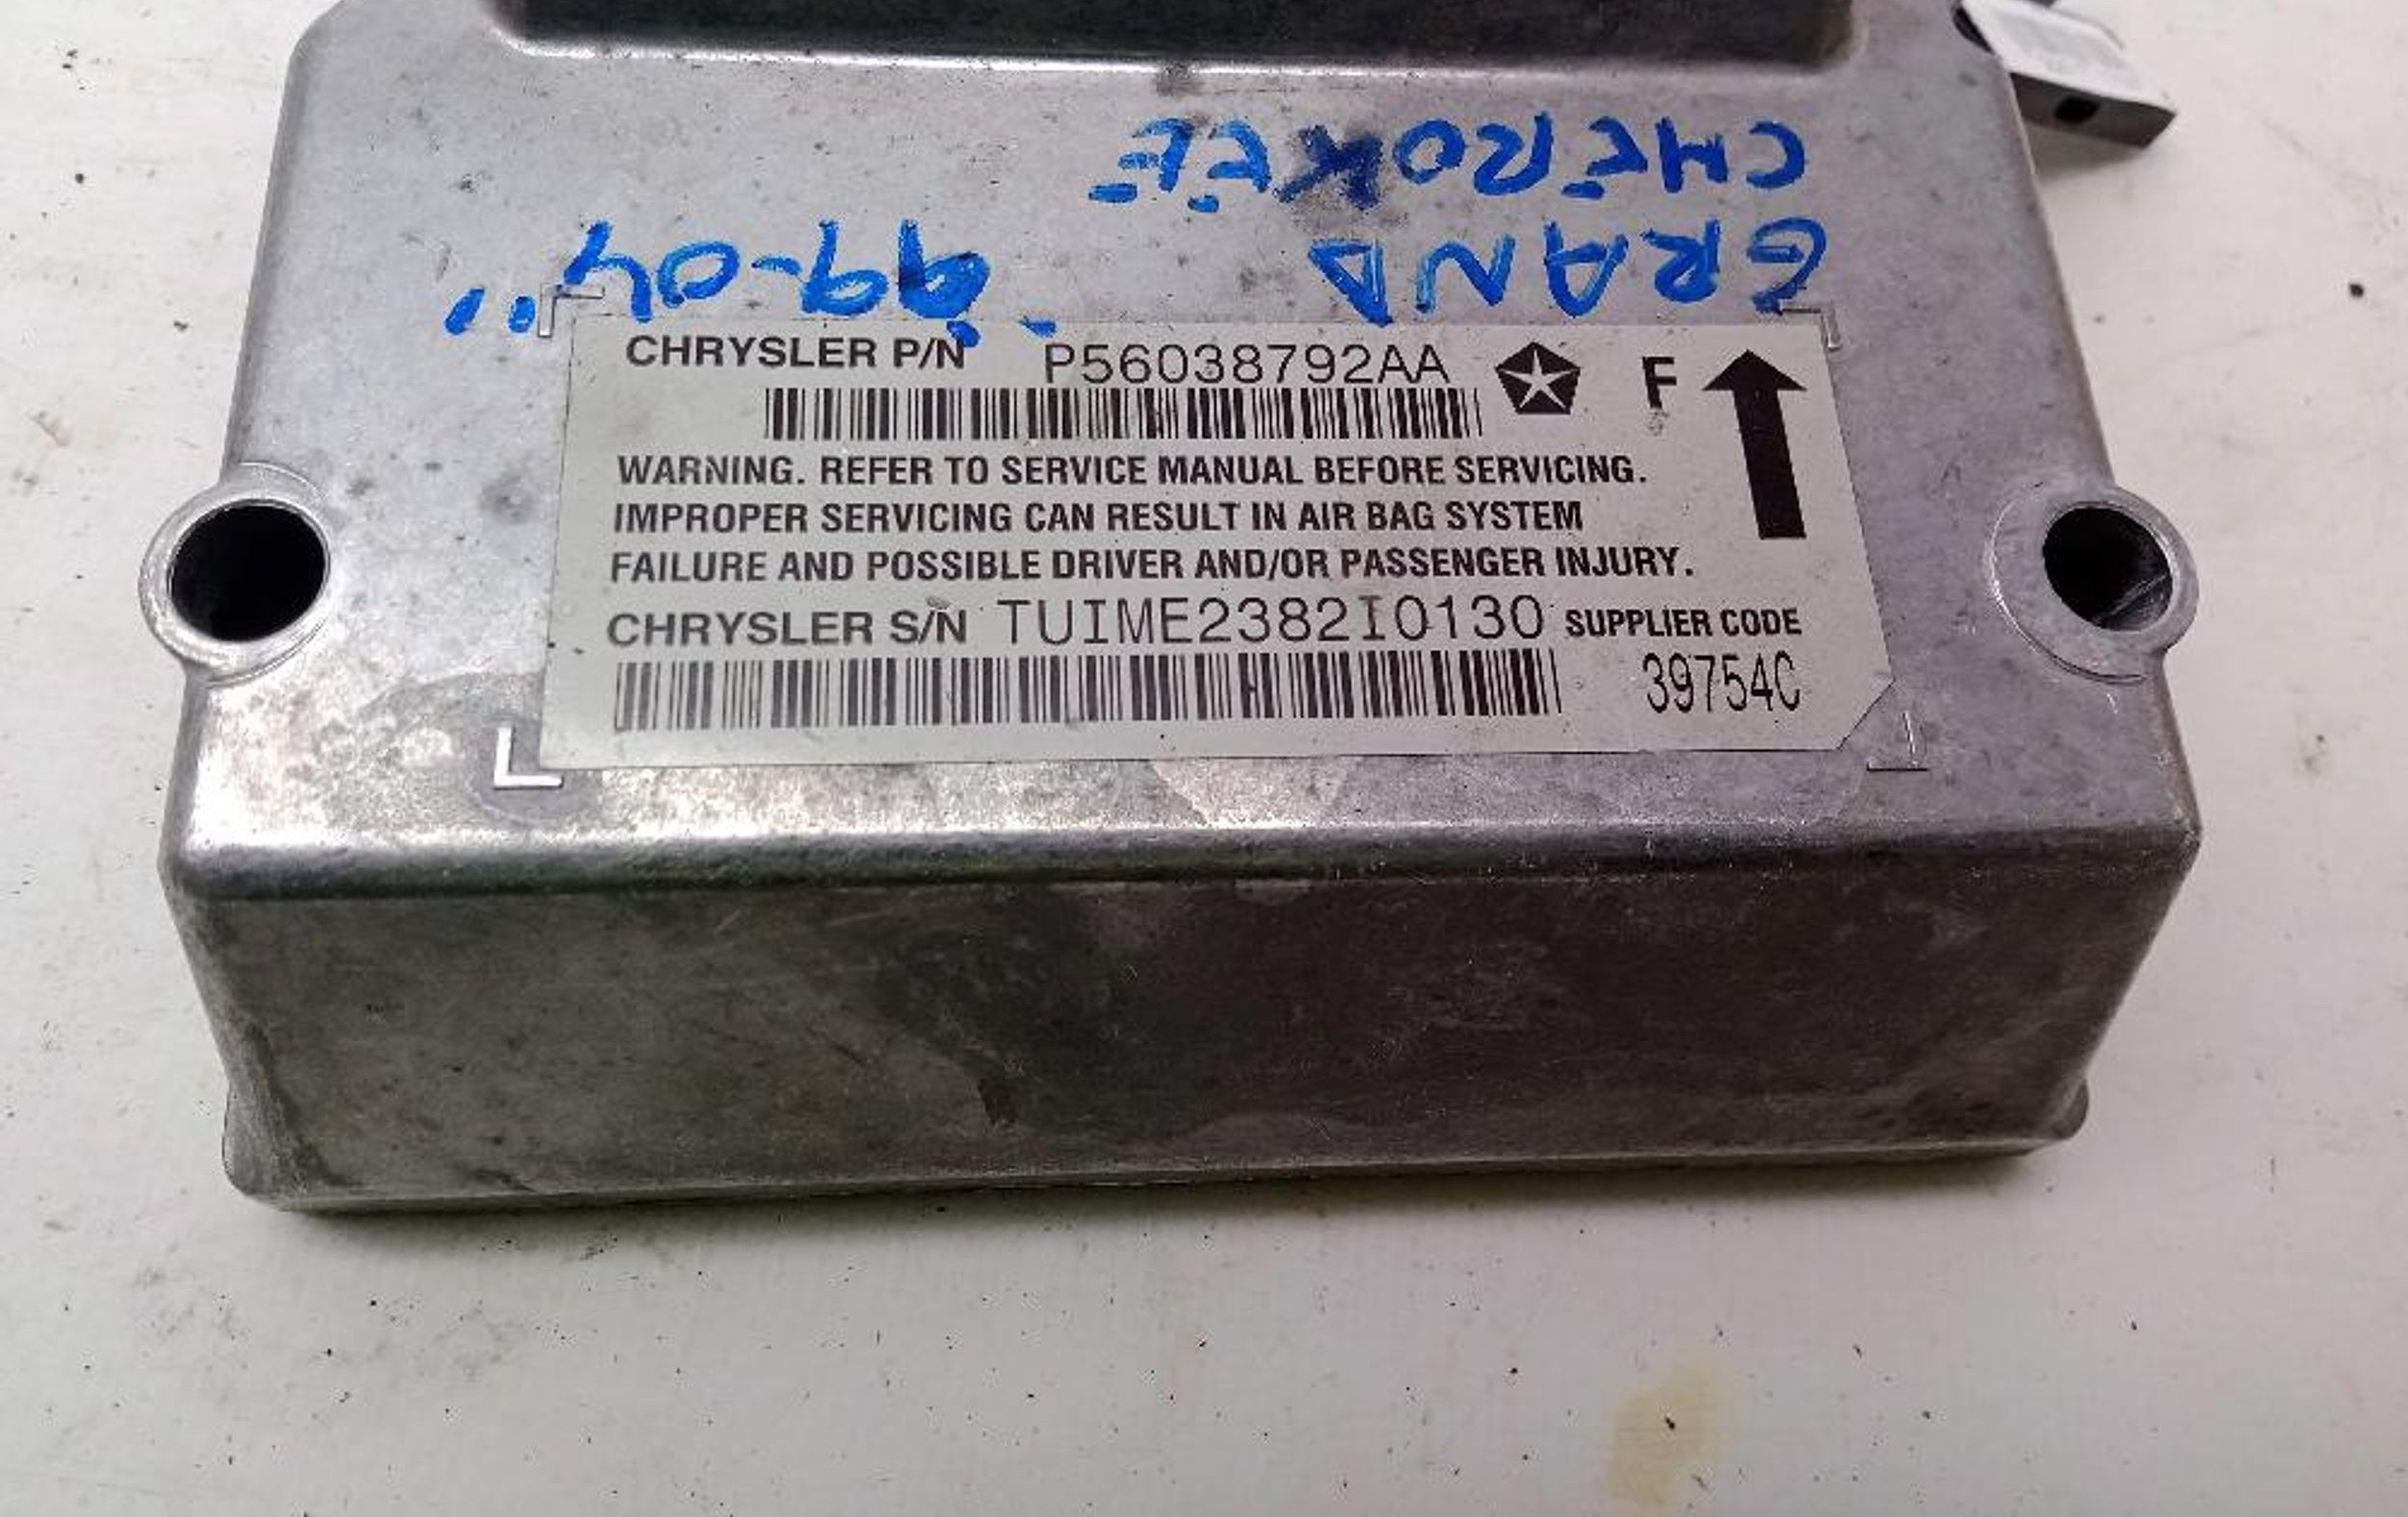 GRAND "99-04"
CHEROKEE
CHRYSLER P/N P56038792AA F
WARNING. REFER TO SERVICE MANUAL BEFORE SERVICING.
IMPROPER SERVICING CAN RESULT IN AIR BAG SYSTEM
FAILURE AND POSSIBLE DRIVER AND/OR PASSENGER INJURY.
CHRYSLER S/N TUIME2382I0130 SUPPLIER CODE
39754C